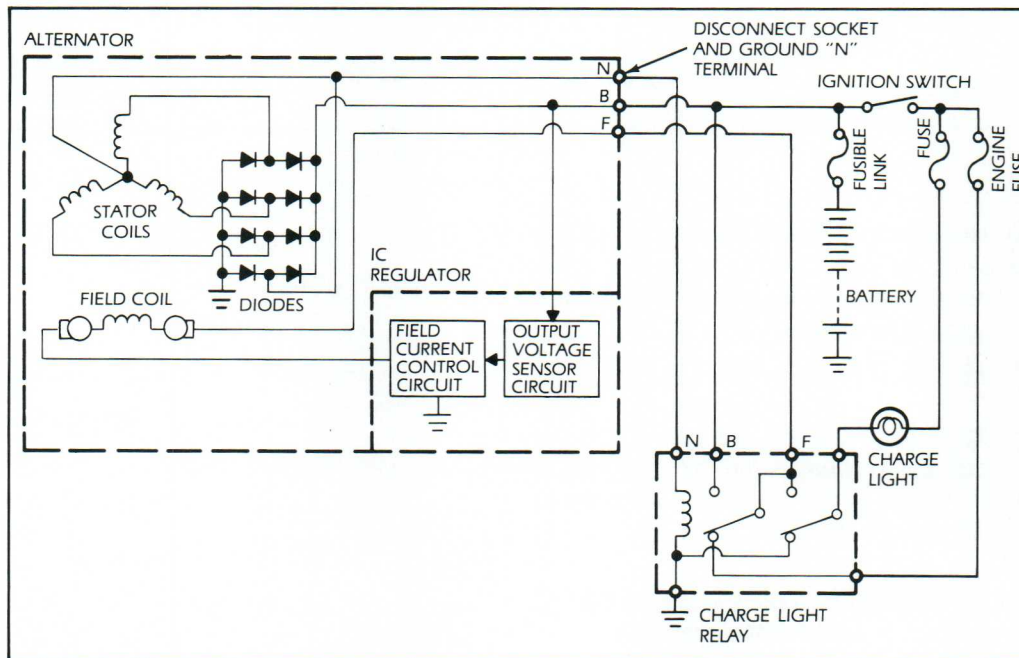 ALTERNATOR
DISCONNECT SOCKET
AND GROUND "N"
TERMINAL
N
B
F
IGNITION SWITCH
FUSIBLE
LINK
FUSE
ENGINE
FUSE
STATOR
COILS
DIODES
IC
REGULATOR
FIELD COIL
FIELD
CURRENT
CONTROL
CIRCUIT
OUTPUT
VOLTAGE
SENSOR
CIRCUIT
BATTERY
N
B
F
CHARGE
LIGHT
CHARGE LIGHT
RELAY